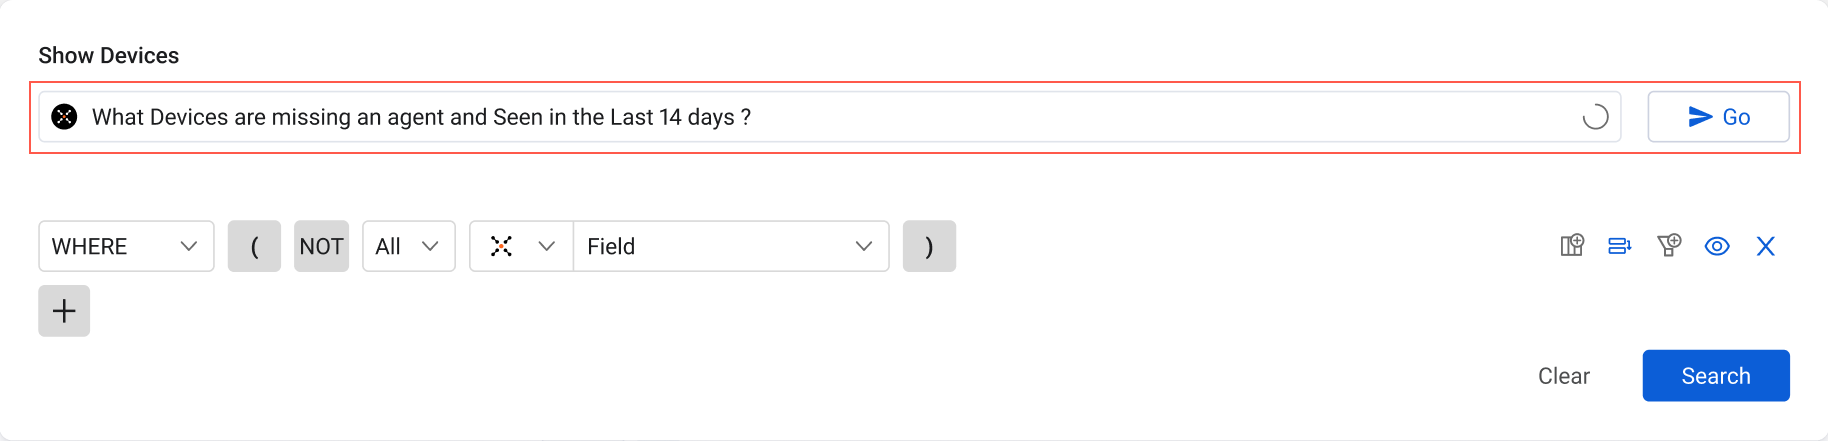 Show Devices
What Devices are missing an agent and Seen in the Last 14 days ?
Go
WHERE ( NOT All Field )
+
Clear Search